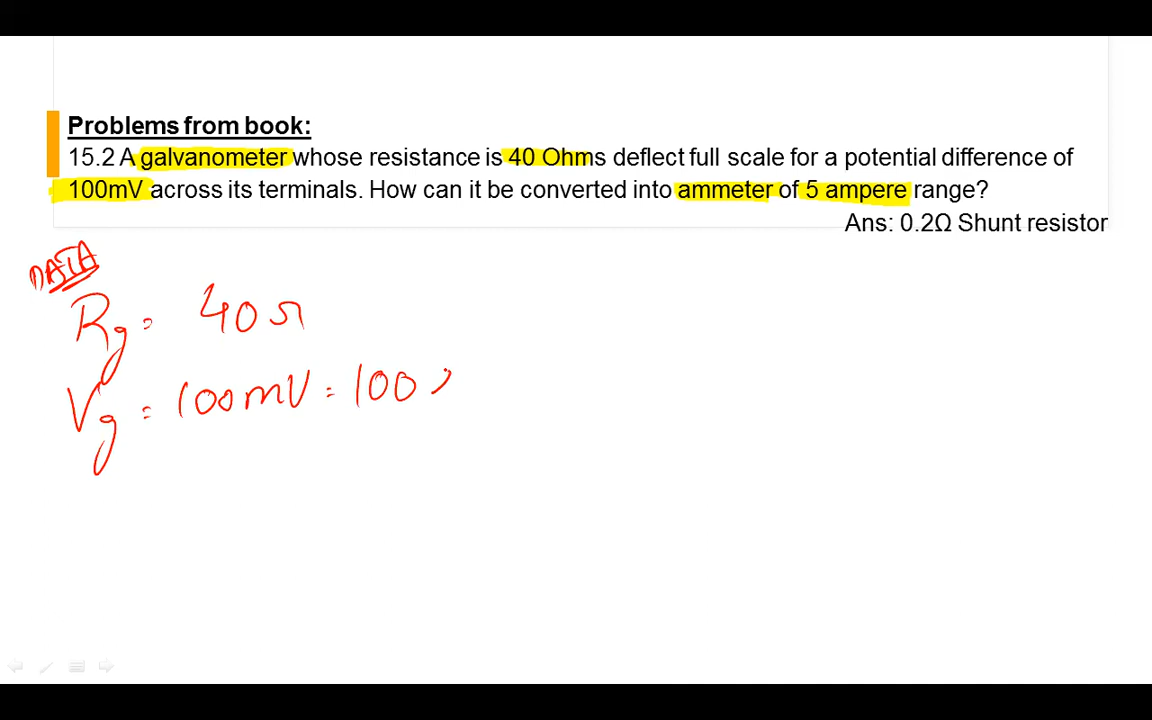 Problems from book:
15.2 A galvanometer whose resistance is 40 Ohms deflect full scale for a potential difference of
100mV across its terminals. How can it be converted into ammeter of 5 ampere range?
Ans: 0.2Ω Shunt resistor
DATA
Rg = 40 Ω
Vg = 100mV = 100